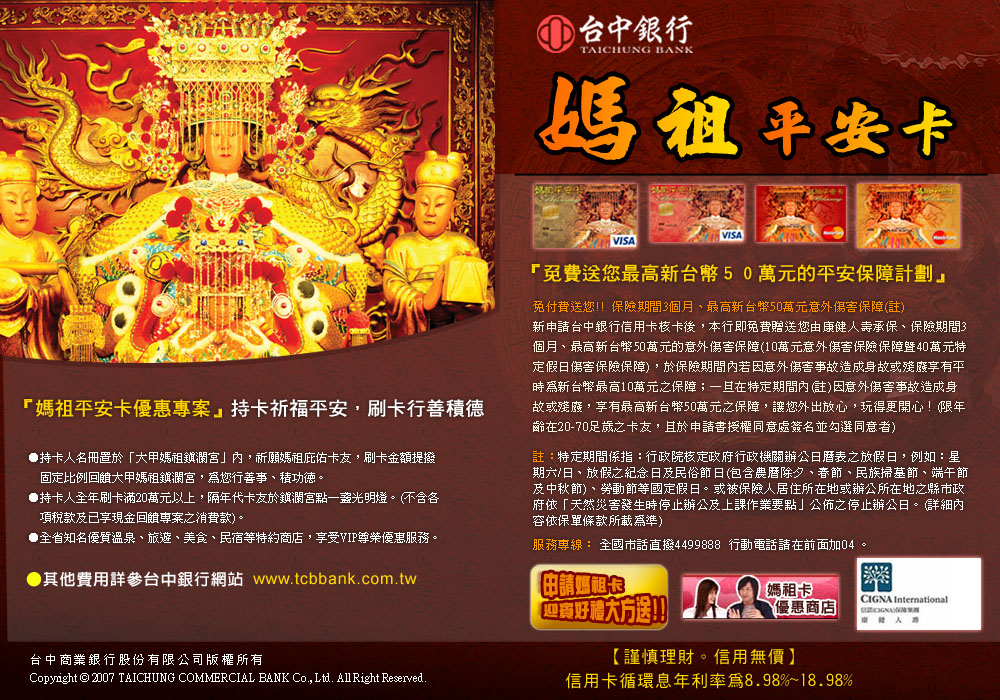 台中銀行
TAICHUNG BANK
媽祖平安卡
VISA
VISA
『免費送您最高新台幣50萬元的平安保障計劃』
免付費送您!! 保險期間3個月、最高新台幣50萬元意外傷害保障(註)
新申請台中銀行信用卡核卡後，本行即免費贈送您由康健人壽承保、保險期間3
個月、最高新台幣50萬元的意外傷害保障(10萬元意外傷害保險保障暨40萬元特
定假日傷害保險保障)，於保險期間內若因意外傷害事故造成身故或殘廢享有平
時為新台幣最高10萬元之保障；一旦在特定期間內(註)因意外傷害事故造成身
故或殘廢，享有最高新台幣50萬元之保障，讓您外出放心，玩得更開心！(限年
齡在20-70足歲之卡友，且於申請書授權同意處簽名並勾選同意者)
註：特定期間係指：行政院核定政府行政機關辦公日曆表之放假日，例如：星
期六/日、放假之紀念日及民俗節日(包含農曆除夕、春節、民族掃墓節、端午節
及中秋節)、勞動節等國定假日。或被保險人居住所在地或辦公所在地之縣市政
府依「天然災害發生時停止辦公及上課作業要點」公佈之停止辦公日。(詳細內
容依保單條款所載為準)
服務專線： 全國市話直撥4499888 行動電話請在前面加04 。
申請媽祖卡
迎賓好禮大方送!!
媽祖卡
優惠商店
CIGNA International
信諾(CIGNA)保險集團
康健人壽
『媽祖平安卡優惠專案』持卡祈福平安，刷卡行善積德
●持卡人名冊置於「大甲媽祖鎮瀾宮」內，祈願媽祖庇佑卡友，刷卡金額提撥
固定比例回饋大甲媽祖鎮瀾宮，為您行善事、積功德。
●持卡人全年刷卡滿20萬元以上，隔年代卡友於鎮瀾宮點一盞光明燈。(不含各
項稅款及已享現金回饋專案之消費款)。
●全省知名優質溫泉、旅遊、美食、民宿等特約商店，享受VIP尊榮優惠服務。
●其他費用詳參台中銀行網站 www.tcbbank.com.tw
台中商業銀行股份有限公司版權所有
Copyright © 2007 TAICHUNG COMMERCIAL BANK Co., Ltd. All Right Reserved.
【謹慎理財。信用無價】
信用卡循環息年利率為8.98%~18.98%